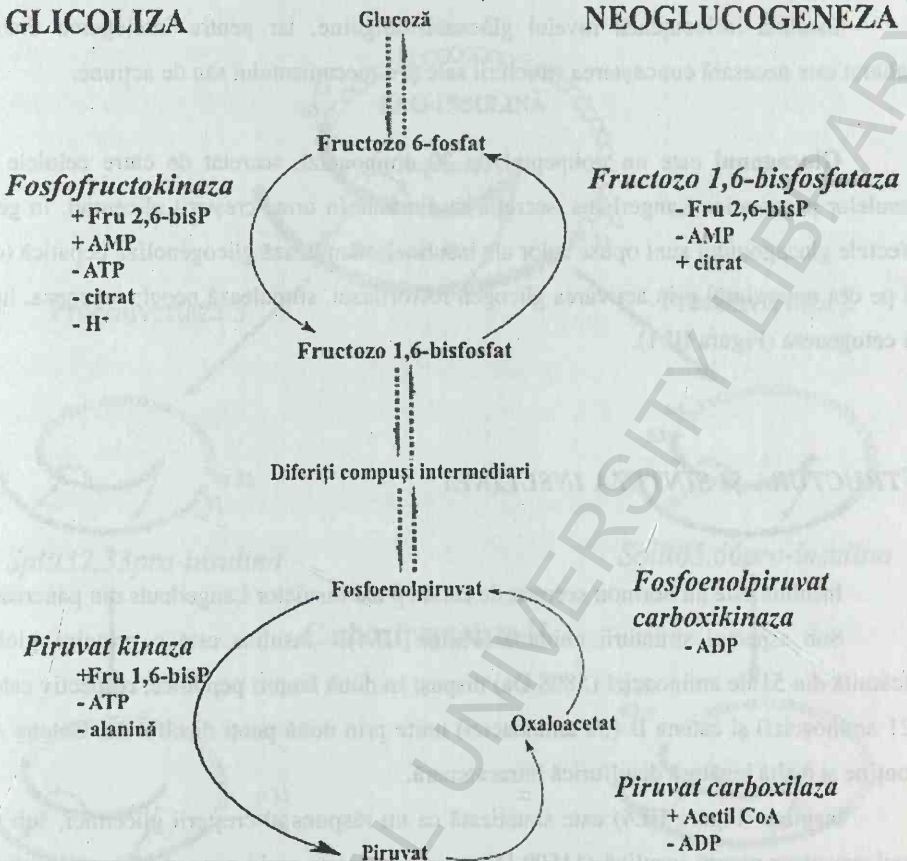 GLICOLIZA
Glucoză
NEOGLUCOGENEZA
Fructozo 6-fosfat
Fosfofructokinaza
+ Fru 2,6-bisP
+ AMP
- ATP
- citrat
- H⁺
Fructozo 1,6-bisfosfataza
- Fru 2,6-bisP
- AMP
+ citrat
Fructozo 1,6-bisfosfat
Diferiți compuși intermediari
Fosfoenolpiruvat
Fosfoenolpiruvat
carboxikinaza
- ADP
Piruvat kinaza
+Fru 1,6-bisP
- ATP
- alanină
Oxaloacetat
Piruvat carboxilaza
+ Acetil CoA
- ADP
Piruvat
L UNIVERSITY LIBRARY